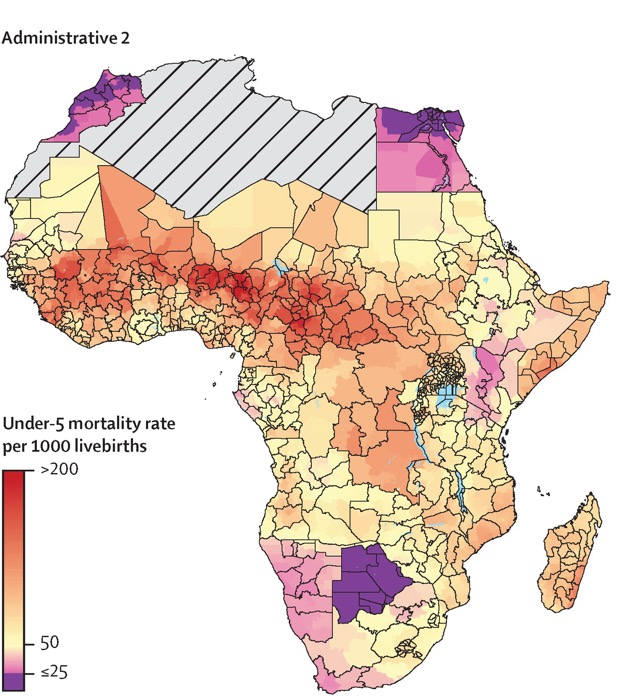 Administrative 2
Under-5 mortality rate
per 1000 livebirths
>200
50
≤25